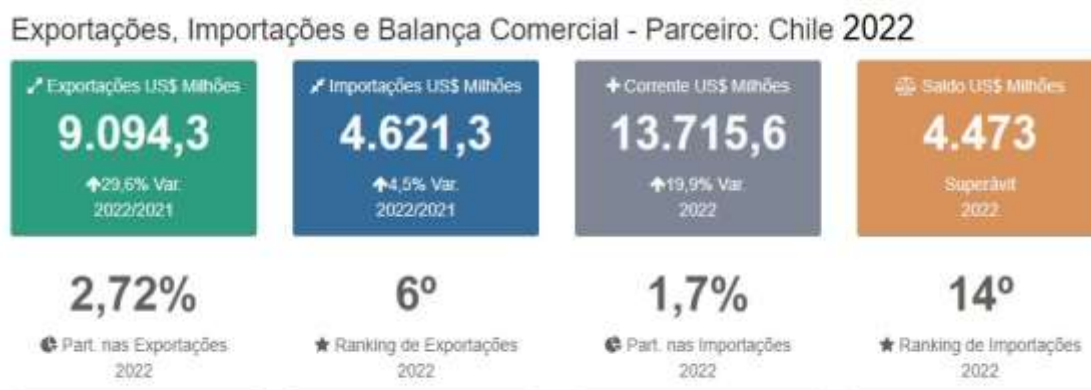 Exportações, Importações e Balança Comercial - Parceiro: Chile 2022
Exportações US$ Milhões
9.094,3
29,6% Var.
2022/2021
Importações US$ Milhões
4.621,3
4,5% Var.
2022/2021
Corrente US$ Milhões
13.715,6
19,9% Var.
2022
Saldo US$ Milhões
4.473
Superávit
2022
2,72%
Part. nas Exportações
2022
6º
Ranking de Exportações
2022
1,7%
Part. nas Importações
2022
14º
Ranking de Importações
2022